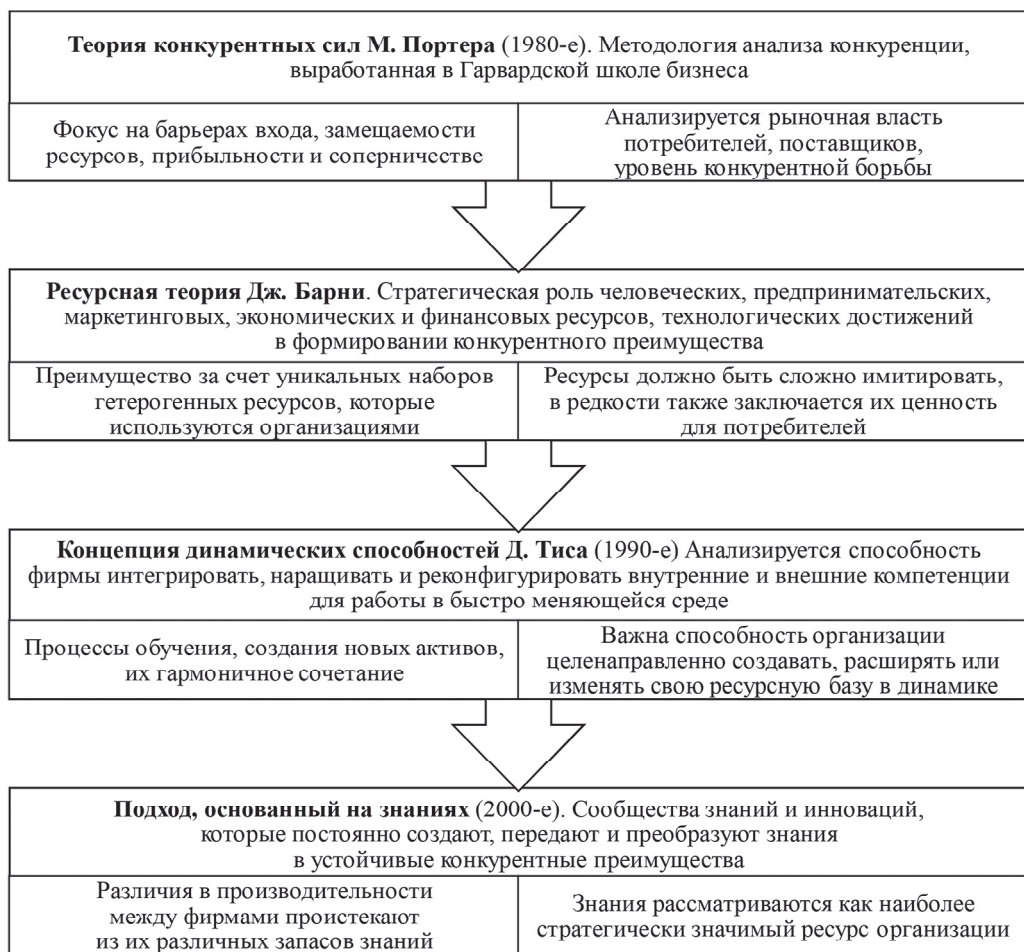 Теория конкурентных сил М. Портера (1980-е). Методология анализа конкуренции,
выработанная в Гарвардской школе бизнеса
Фокус на барьерах входа, замещаемости
ресурсов, прибыльности и соперничестве
Анализируется рыночная власть
потребителей, поставщиков,
уровень конкурентной борьбы
Ресурсная теория Дж. Барни. Стратегическая роль человеческих, предпринимательских,
маркетинговых, экономических и финансовых ресурсов, технологических достижений
в формировании конкурентного преимущества
Преимущество за счет уникальных наборов
гетерогенных ресурсов, которые
используются организациями
Ресурсы должно быть сложно имитировать,
в редкости также заключается их ценность
для потребителей
Концепция динамических способностей Д. Тиса (1990-е) Анализируется способность
фирмы интегрировать, наращивать и реконфигурировать внутренние и внешние компетенции
для работы в быстро меняющейся среде
Процессы обучения, создания новых активов,
их гармоничное сочетание
Важна способность организации
целенаправленно создавать, расширять или
изменять свою ресурсную базу в динамике
Подход, основанный на знаниях (2000-е). Сообщества знаний и инноваций,
которые постоянно создают, передают и преобразуют знания
в устойчивые конкурентные преимущества
Различия в производительности
между фирмами проистекают
из их различных запасов знаний
Знания рассматриваются как наиболее
стратегически значимый ресурс организации